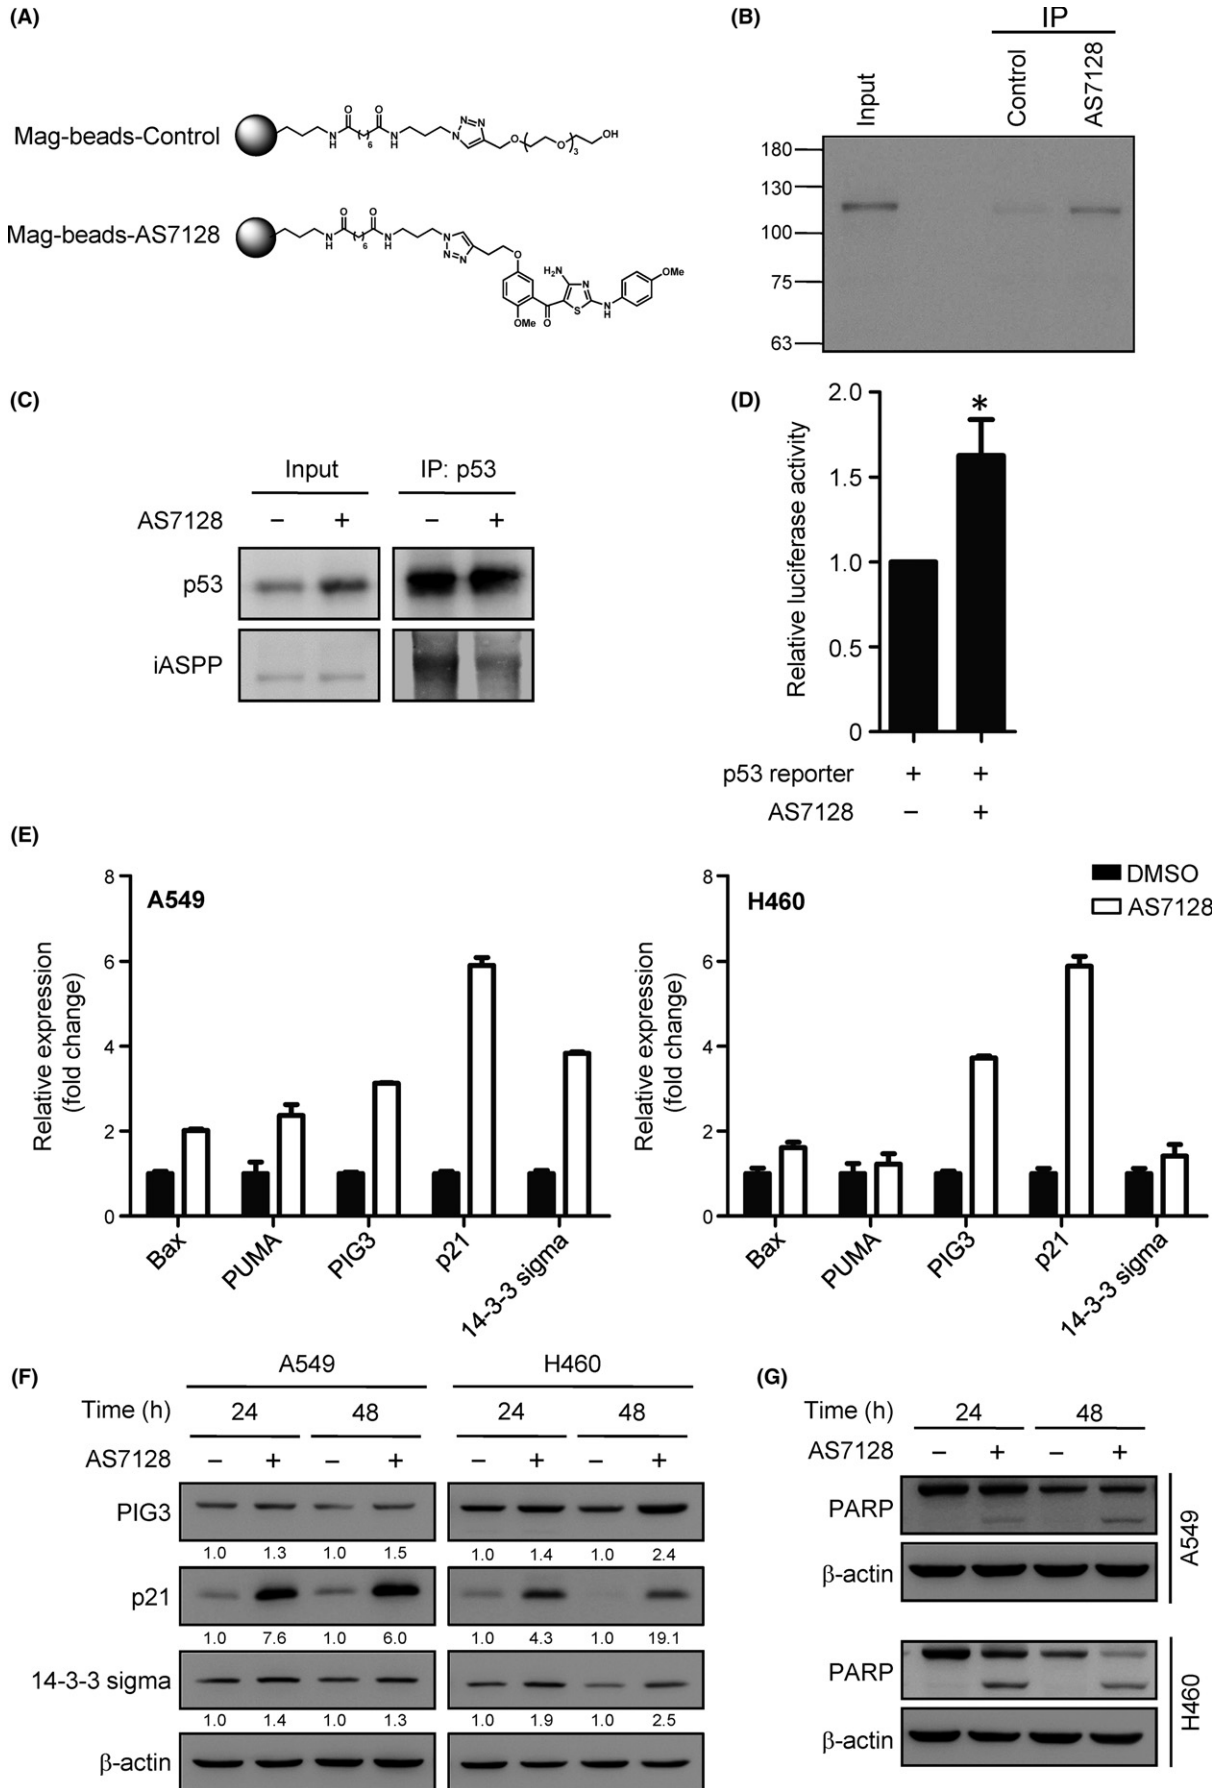 (A)
Mag-beads-Control
O
O
N
H
6
N
H
N
N=N
O
O
3
OH
Mag-beads-AS7128
O
O
N
H
6
N
H
N
N=N
O
H₂N
N
OMe
OMe
O
S
N
H
(B)
IP
Input
Control
AS7128
180
130
100
75
63
(C)
Input
IP: p53
AS7128
− + − +
p53
iASPP
(D)
Relative luciferase activity
2.0
1.5
1.0
0.5
0
*
p53 reporter + +
AS7128 − +
(E)
Relative expression
(fold change)
8
6
4
2
0
A549
Bax
PUMA
PIG3
p21
14-3-3 sigma
Relative expression
(fold change)
8
6
4
2
0
H460
DMSO
AS7128
Bax
PUMA
PIG3
p21
14-3-3 sigma
(F)
A549 H460
Time (h) 24 48 24 48
AS7128 − + − + − + − +
PIG3
1.0 1.3 1.0 1.5 1.0 1.4 1.0 2.4
p21
1.0 7.6 1.0 6.0 1.0 4.3 1.0 19.1
14-3-3 sigma
1.0 1.4 1.0 1.3 1.0 1.9 1.0 2.5
β-actin
(G)
Time (h) 24 48
AS7128 − + − +
PARP
β-actin
A549
PARP
β-actin
H460